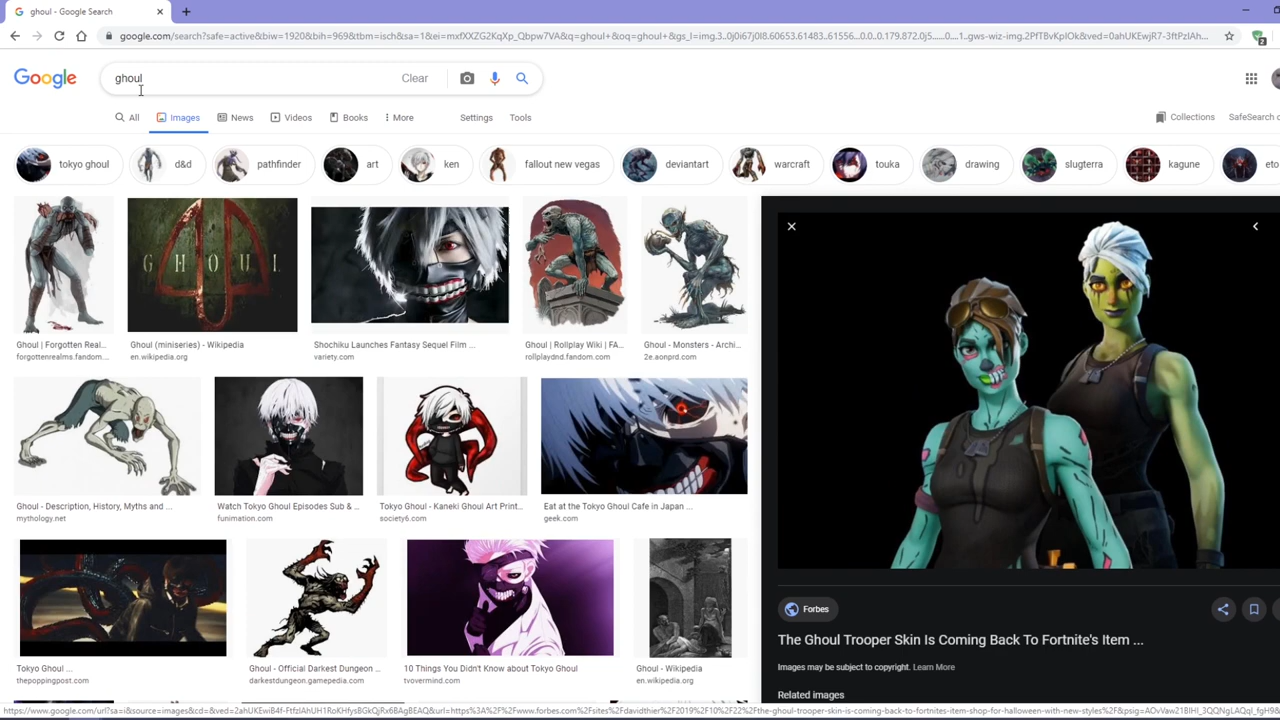 ghoul - Google Search
google.com/search?safe=active&biw=1920&bih=969&tbm=isch&sa=1&ei=mxfXXZG2KqXp_Qbpw7VA&q=ghoul+&oq=ghoul+&gs_l=img.3..0j0i67j0l8.60653.61483..61556...0.0..0.179.872.0j5......0....1..gws-wiz-img.2PfTBvKpIOk&ved=0ahUKEwjR7-3ftPzlAh...
2
Google
ghoul
Clear
All
Images
News
Videos
Books
More
Settings
Tools
Collections
SafeSearch
tokyo ghoul
d&d
pathfinder
art
ken
fallout new vegas
deviantart
warcraft
touka
drawing
slugterra
kagune
eto
GHOUL
Ghoul | Forgotten Real...
forgottenrealms.fandom....
Ghoul (miniseries) - Wikipedia
en.wikipedia.org
Shochiku Launches Fantasy Sequel Film ...
variety.com
Ghoul | Rollplay Wiki | FA...
rollplaydnd.fandom.com
Ghoul - Monsters - Archi...
2e.aonprd.com
Ghoul - Description, History, Myths and ...
mythology.net
Watch Tokyo Ghoul Episodes Sub & ...
funimation.com
Tokyo Ghoul - Kaneki Ghoul Art Print...
society6.com
Eat at the Tokyo Ghoul Cafe in Japan ...
geek.com
Tokyo Ghoul ...
thepoppingpost.com
Ghoul - Official Darkest Dungeon ...
darkestdungeon.gamepedia.com
10 Things You Didn't Know about Tokyo Ghoul
tvovermind.com
Ghoul - Wikipedia
en.wikipedia.org
Forbes
The Ghoul Trooper Skin Is Coming Back To Fortnite's Item ...
Images may be subject to copyright. Learn More
Related images